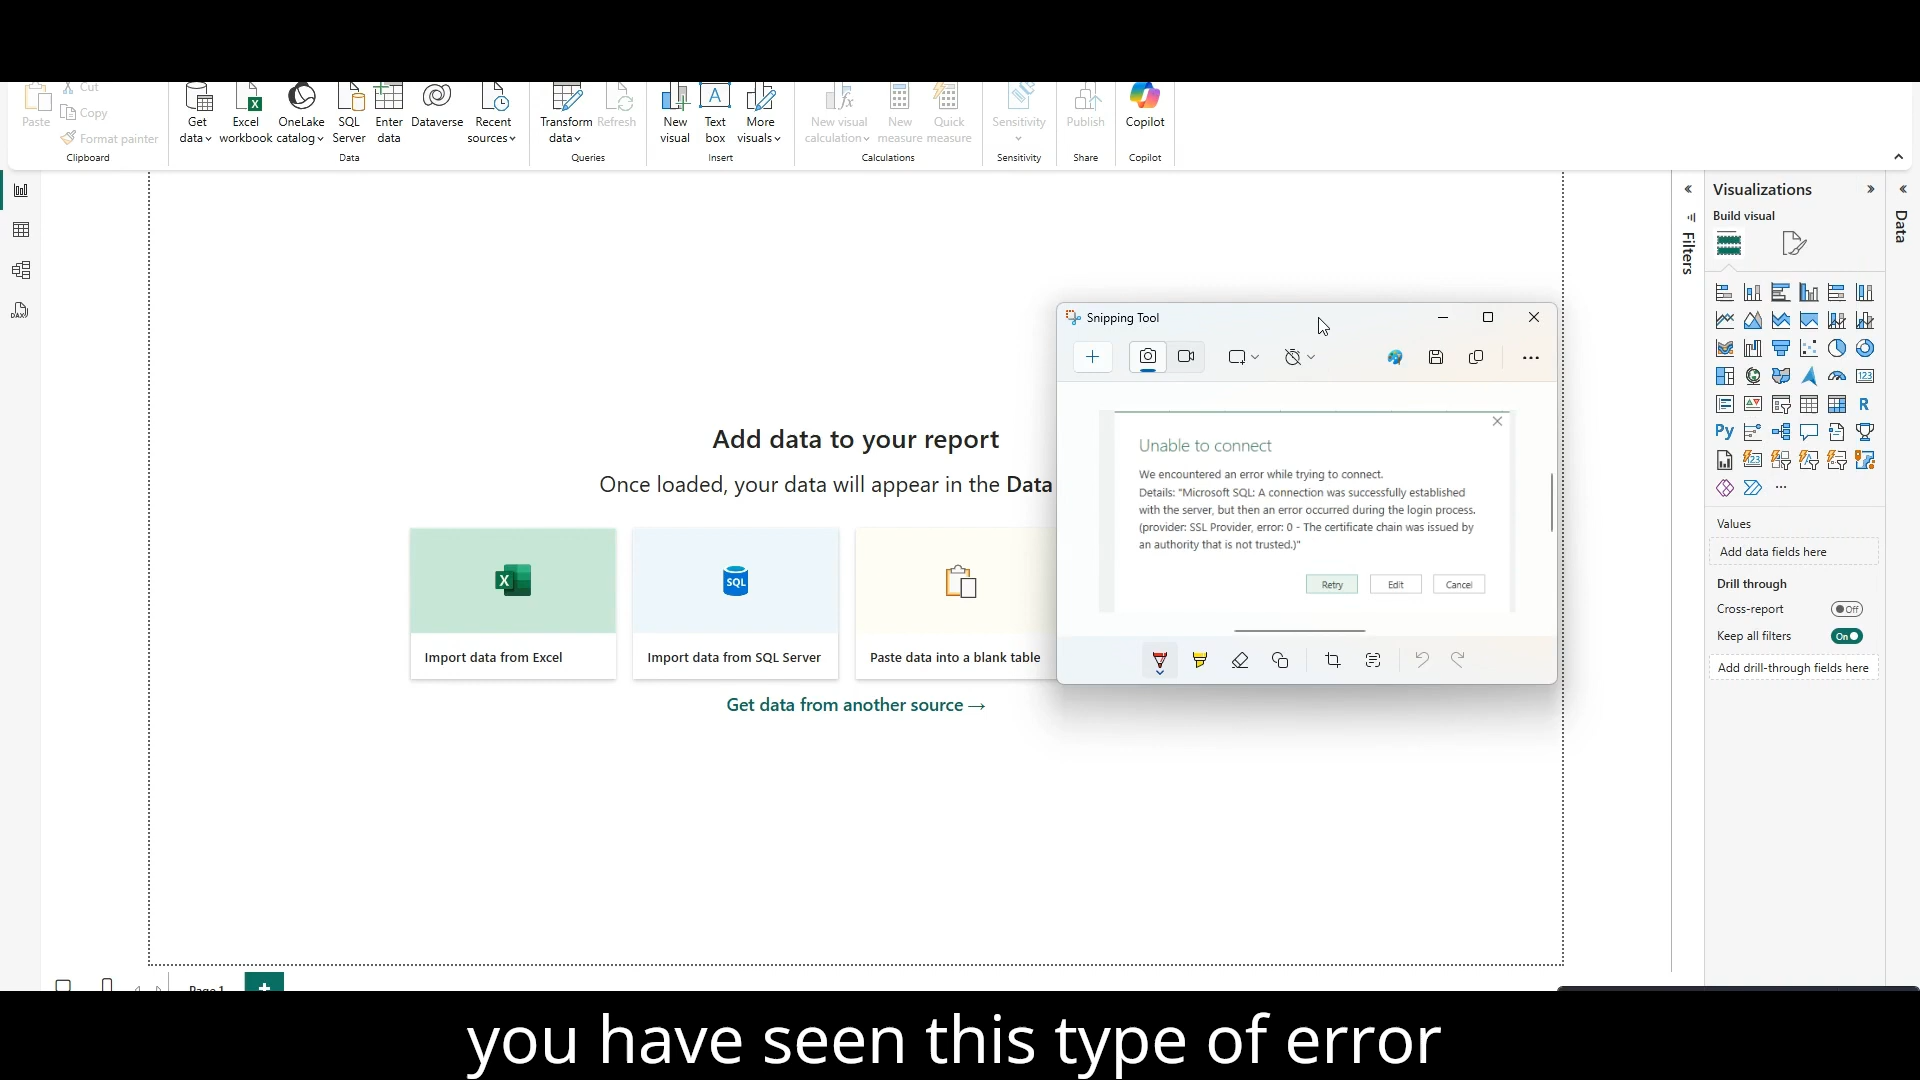 Cut
Paste
Copy
Format painter
Clipboard
Get data
Excel workbook
OneLake catalog
SQL Server
Enter data
Dataverse
Recent sources
Data
Transform data
Refresh
Queries
New visual
Text box
More visuals
Insert
New visual calculation
New measure
Quick measure
Calculations
Sensitivity
Sensitivity
Publish
Share
Copilot
Copilot
Add data to your report
Once loaded, your data will appear in the Data
Import data from Excel
SQL
Import data from SQL Server
Paste data into a blank table
Get data from another source →
Snipping Tool
Unable to connect
We encountered an error while trying to connect.
Details: "Microsoft SQL: A connection was successfully established
with the server, but then an error occurred during the login process.
(provider: SSL Provider, error: 0 - The certificate chain was issued by
an authority that is not trusted.)"
Retry
Edit
Cancel
Filters
Visualizations
Build visual
123
R
Py
Values
Add data fields here
Drill through
Cross-report
Off
Keep all filters
On
Add drill-through fields here
Data
DAX
Page 1
you have seen this type of error